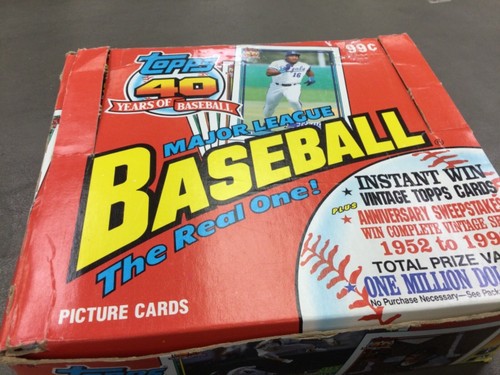 Topps
40
YEARS OF BASEBALL
99¢
16
MAJOR LEAGUE
BASEBALL
The Real One!
PLUS
INSTANT WIN
VINTAGE TOPPS CARDS
ANNIVERSARY SWEEPSTAKES
WIN COMPLETE VINTAGE
1952 to 199
TOTAL PRIZE VA
ONE MILLION DO
No Purchase Necessary—See Pack
PICTURE CARDS